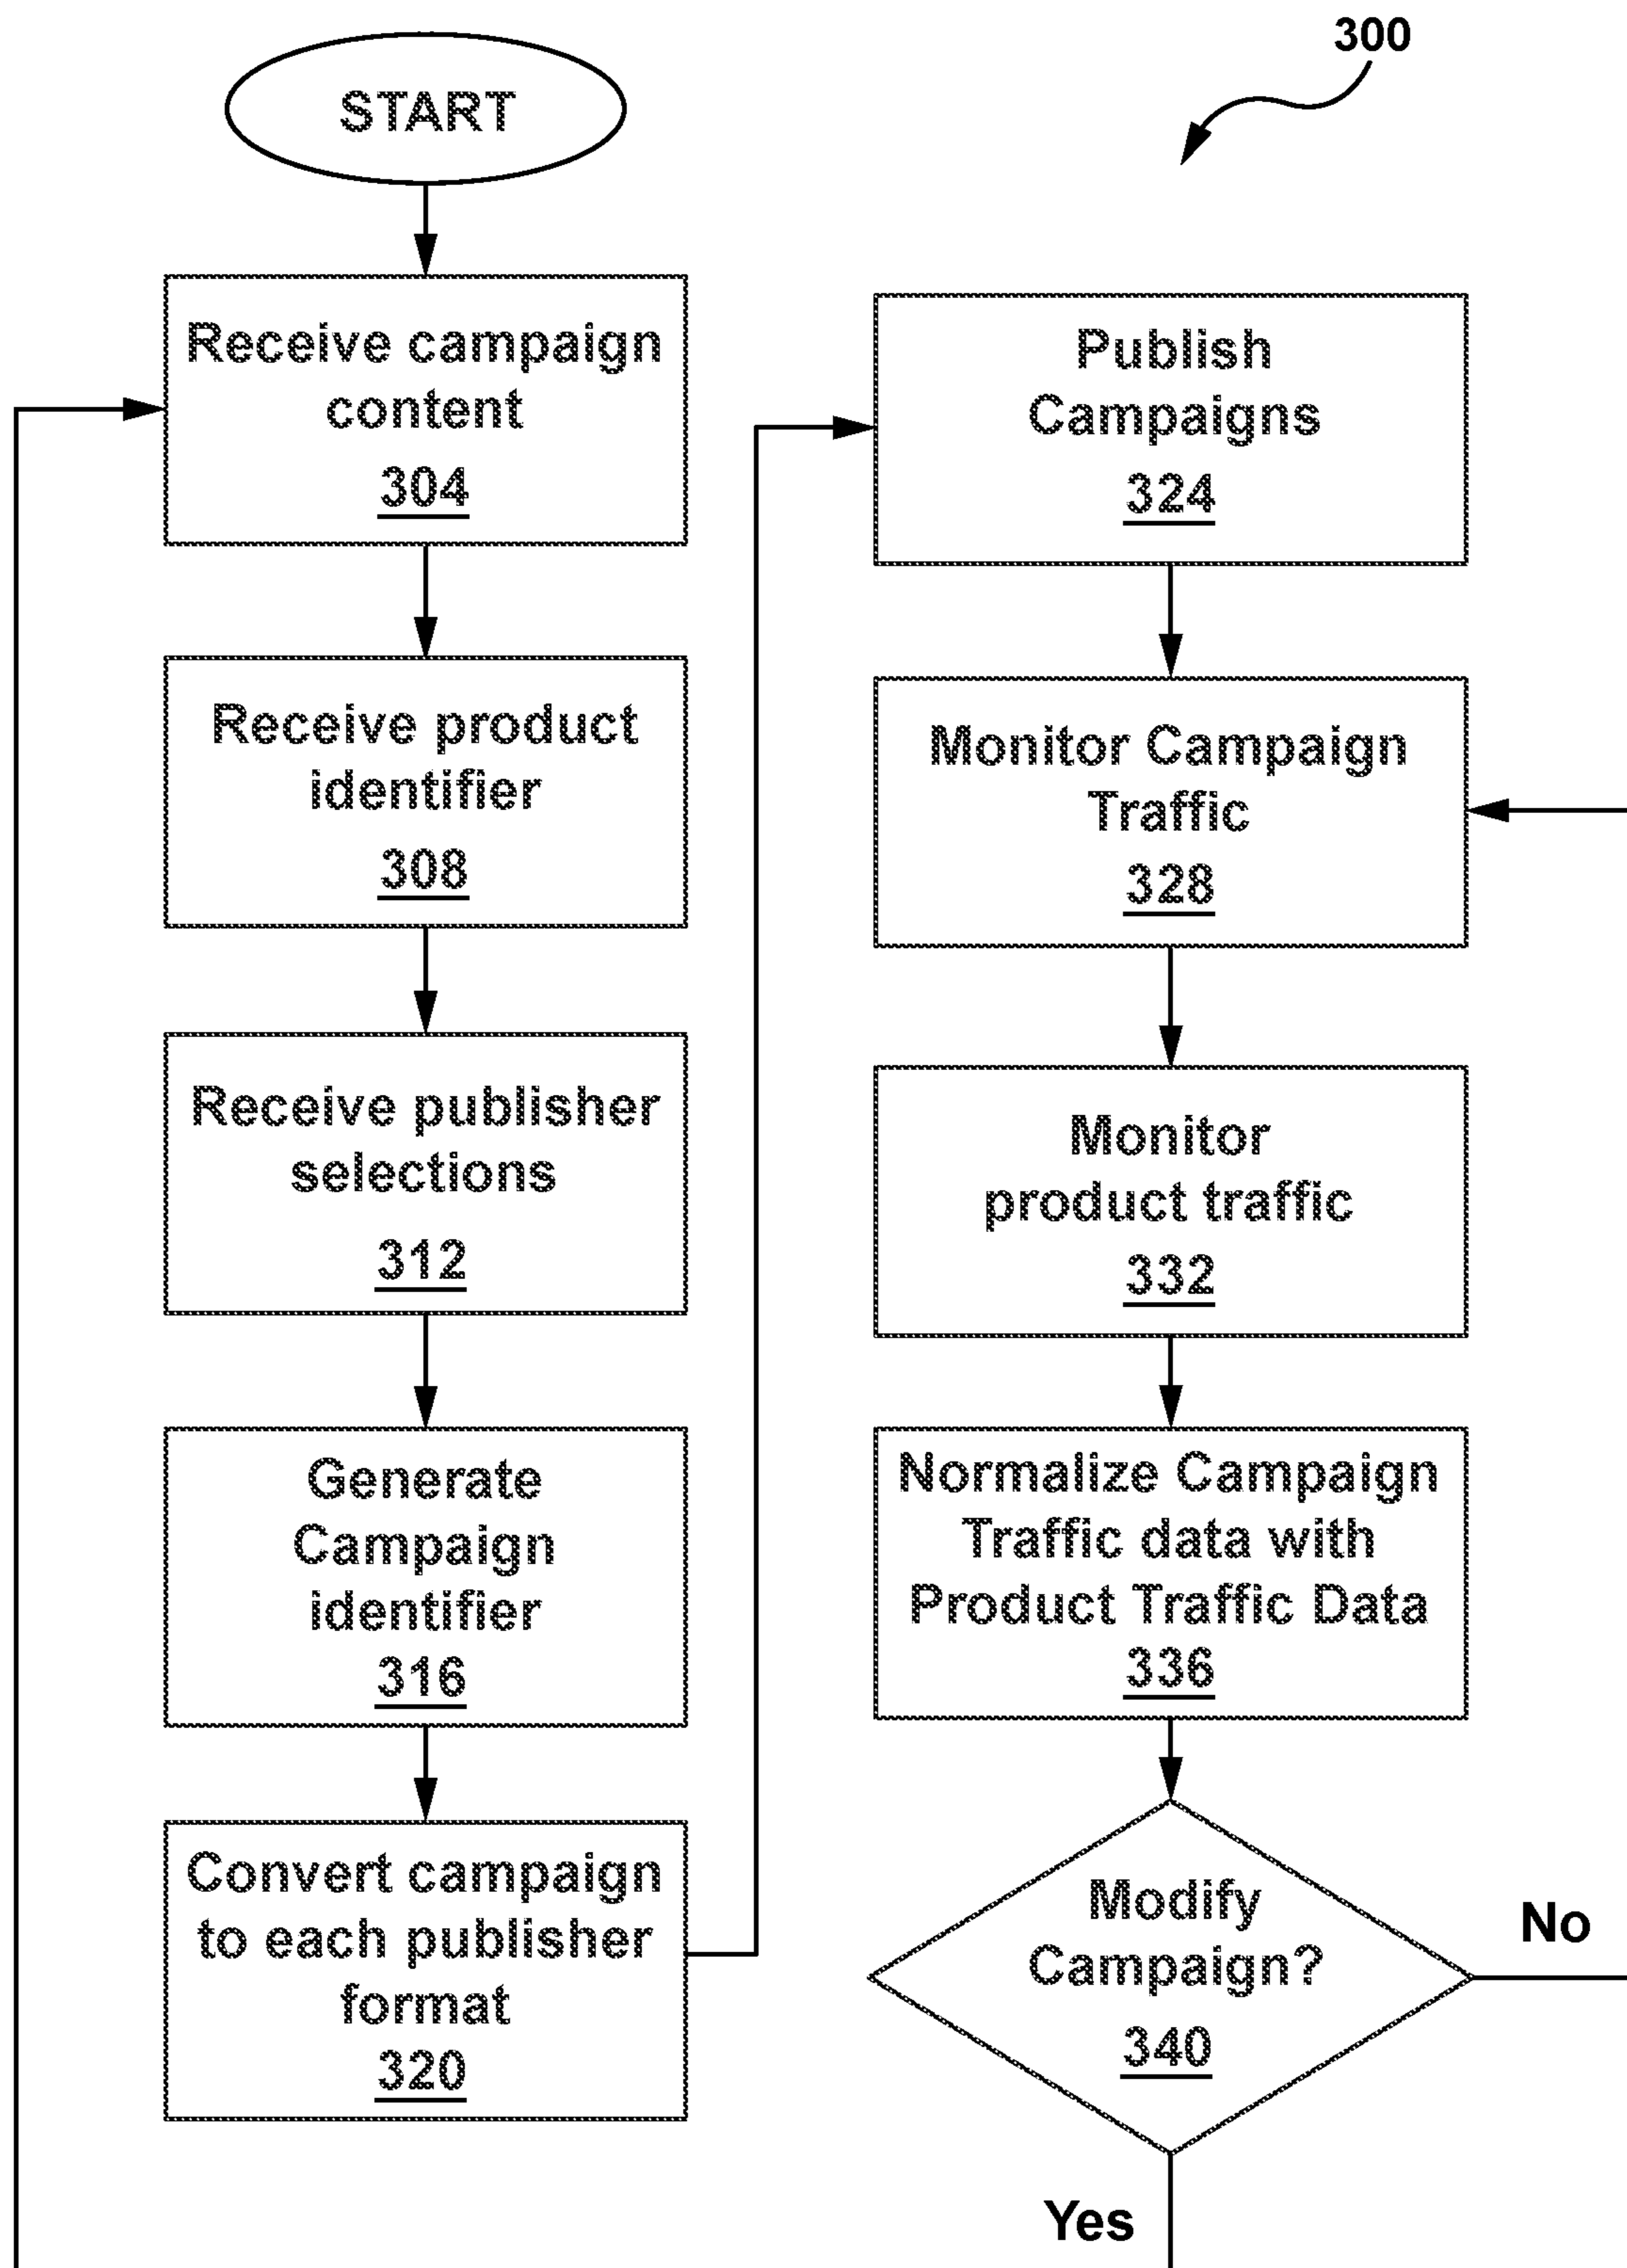 300
START
Receive campaign
content
304
Receive product
identifier
308
Receive publisher
selections
312
Generate
Campaign
identifier
316
Convert campaign
to each publisher
format
320
Publish
Campaigns
324
Monitor Campaign
Traffic
328
Monitor
product traffic
332
Normalize Campaign
Traffic data with
Product Traffic Data
336
Modify
Campaign?
340
No
Yes